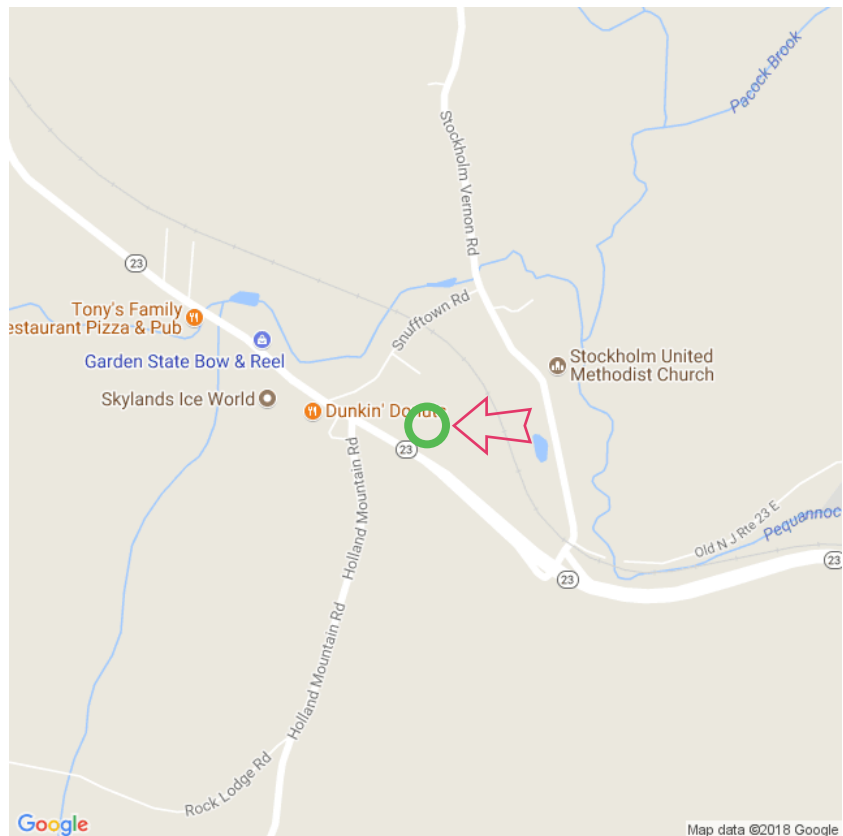 Pacock Brook
Stockholm Vernon Rd
23
Snufftown Rd
Tony's Family
estaurant Pizza & Pub
Garden State Bow & Reel
Stockholm United
Methodist Church
Skylands Ice World
Dunkin' Donuts
23
Holland Mountain Rd
Old N J Rte 23 E
Pequannoc
23
23
Holland Mountain Rd
Rock Lodge Rd
Google
Map data ©2018 Google